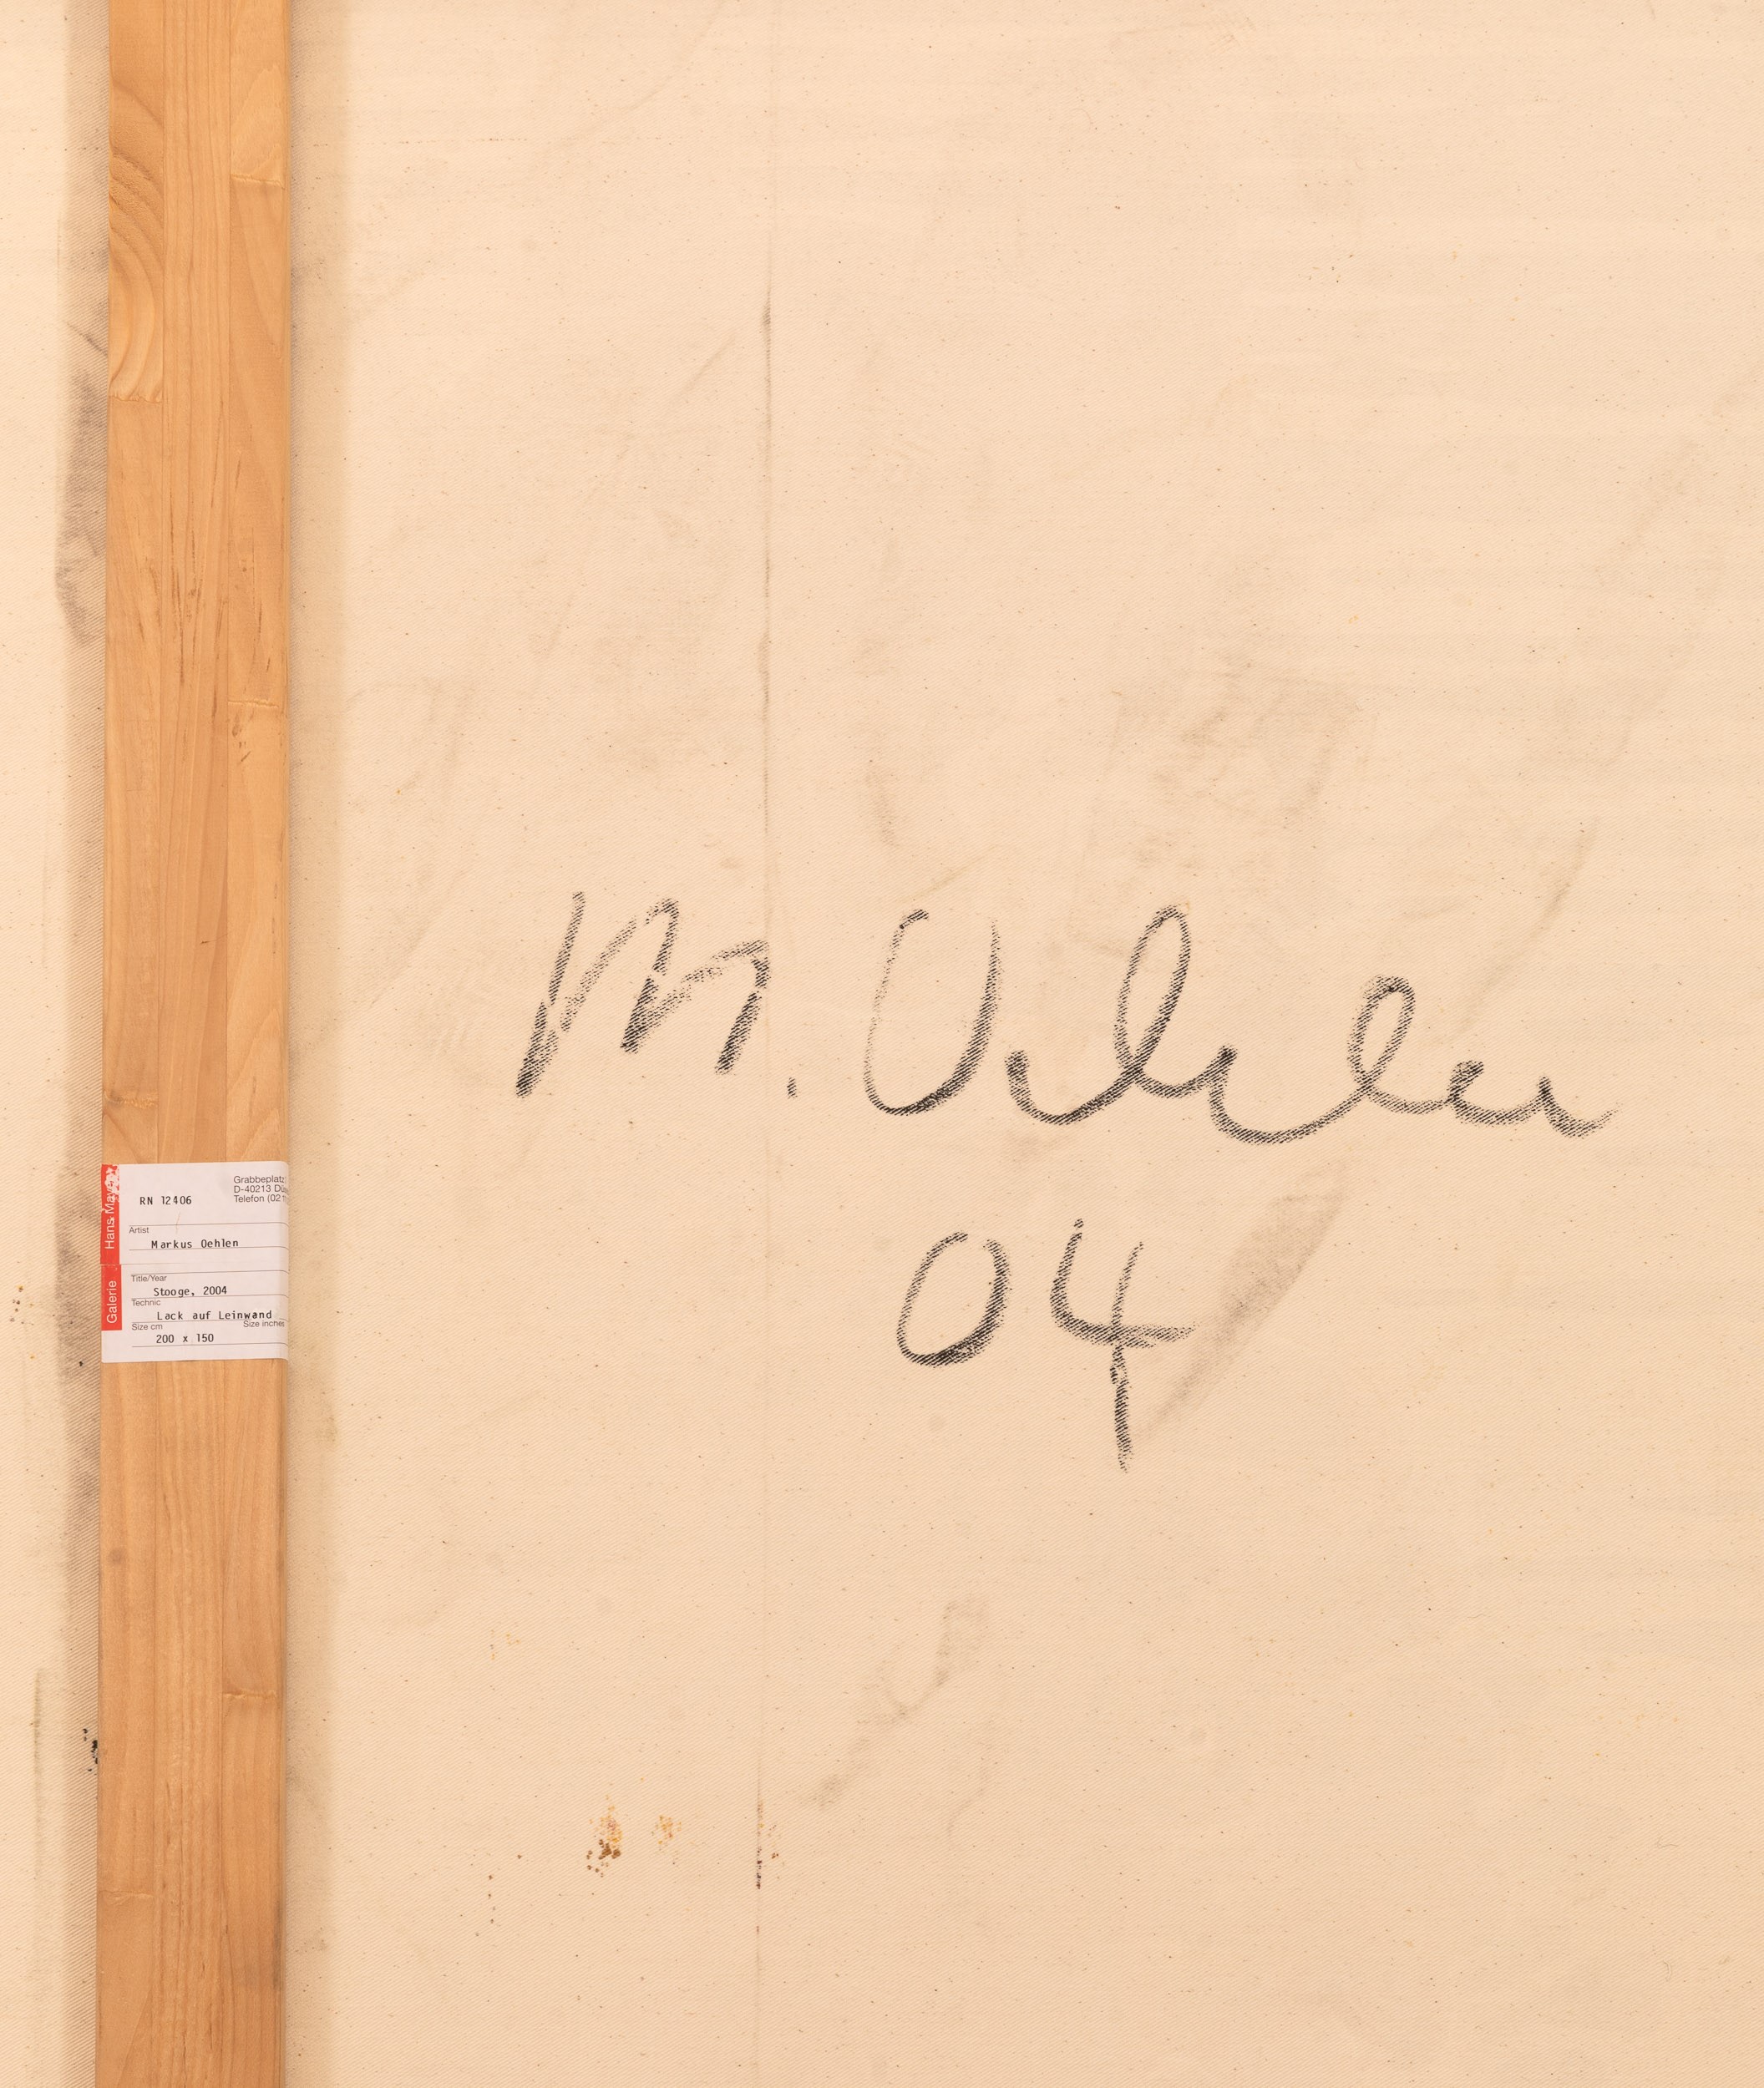 M. Oehlen
04
Galerie Hans Mayer
RN 12406
Grabbeplatz
D-40213 Dü
Telefon (02
Artist
Markus Oehlen
Title/Year
Stooge, 2004
Technic
Lack auf Leinwand
Size cm Size inches
200 x 150